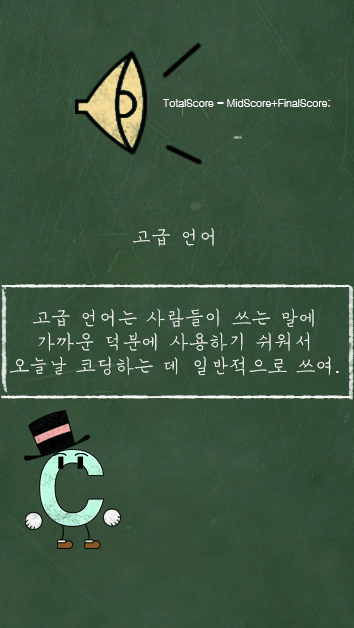 TotalScore = MidScore+FinalScore;
고급 언어
고급 언어는 사람들이 쓰는 말에
가까운 덕분에 사용하기 쉬워서
오늘날 코딩하는 데 일반적으로 쓰여.
C